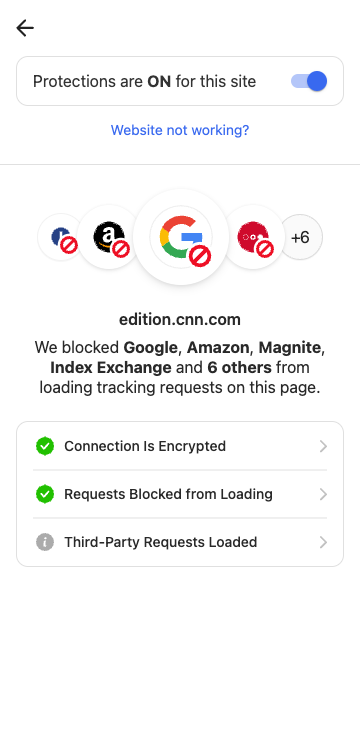 Protections are ON for this site
Website not working?
+6
edition.cnn.com
We blocked Google, Amazon, Magnite,
Index Exchange and 6 others from
loading tracking requests on this page.
Connection Is Encrypted
Requests Blocked from Loading
Third-Party Requests Loaded